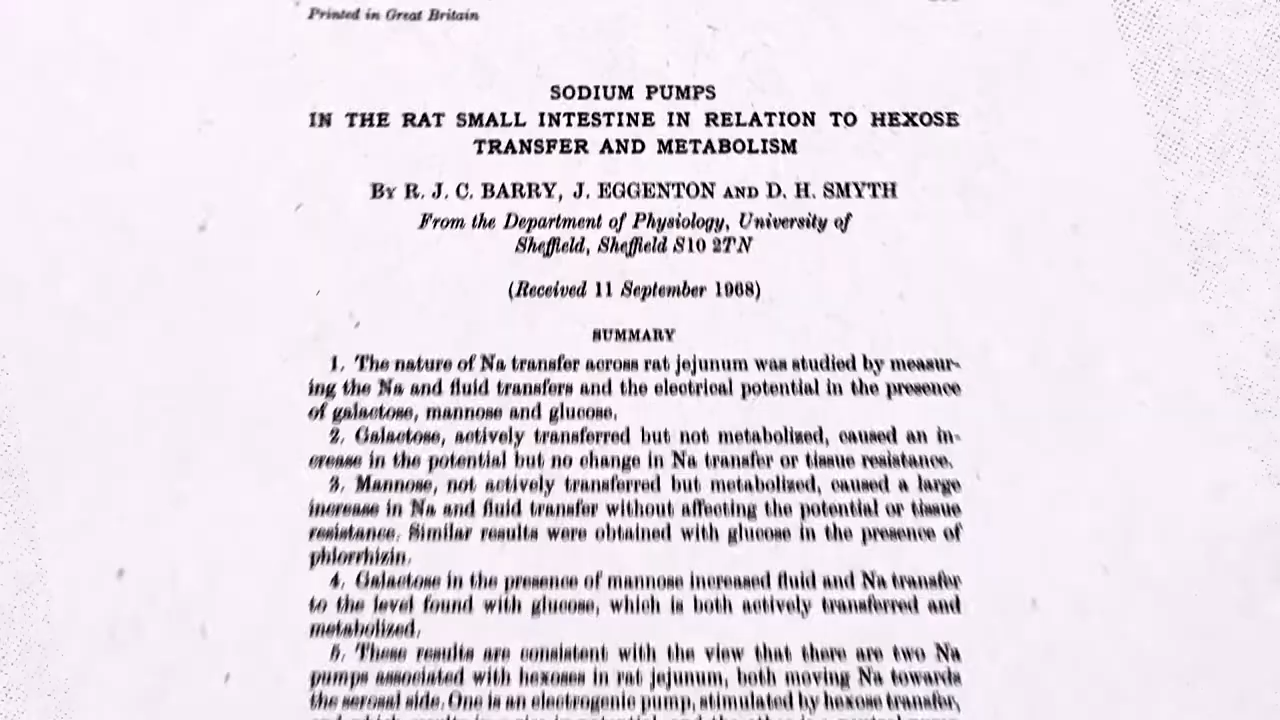 Printed in Great Britain
SODIUM PUMPS
IN THE RAT SMALL INTESTINE IN RELATION TO HEXOSE
TRANSFER AND METABOLISM
By R. J. C. BARRY, J. EGGENTON AND D. H. SMYTH
From the Department of Physiology, University of
Sheffield, Sheffield S10 2TN
(Received 11 September 1968)
SUMMARY
1. The nature of Na transfer across rat jejunum was studied by measur-
ing the Na and fluid transfers and the electrical potential in the presence
of galactose, mannose and glucose.
2. Galactose, actively transferred but not metabolized, caused an in-
crease in the potential but no change in Na transfer or tissue resistance.
3. Mannose, not actively transferred but metabolized, caused a large
increase in Na and fluid transfer without affecting the potential or tissue
resistance. Similar results were obtained with glucose in the presence of
phlorrhizin.
4. Galactose in the presence of mannose increased fluid and Na transfer
to the level found with glucose, which is both actively transferred and
metabolized.
5. These results are consistent with the view that there are two Na
pumps associated with hexoses in rat jejunum, both moving Na towards
the serosal side. One is an electrogenic pump, stimulated by hexose transfer,